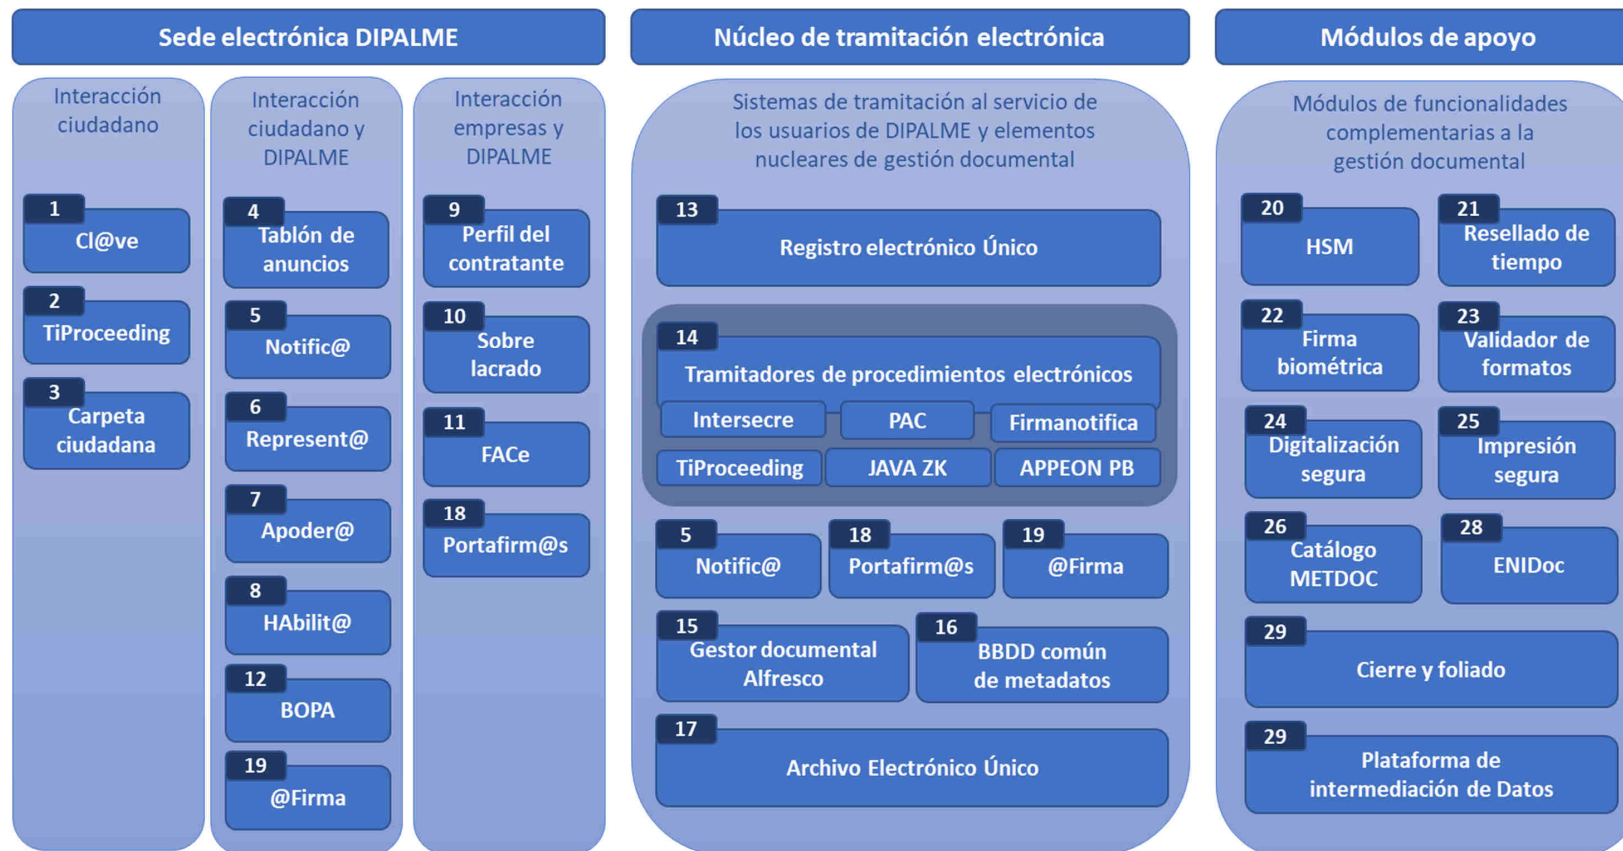 Sede electrónica DIPALME
Interacción
ciudadano
1
Cl@ve
2
TiProceeding
3
Carpeta
ciudadana
Interacción
ciudadano y
DIPALME
4
Tablón de
anuncios
5
Notific@
6
Represent@
7
Apoder@
8
HAbilit@
12
BOPA
19
@Firma
Interacción
empresas y
DIPALME
9
Perfil del
contratante
10
Sobre
lacrado
11
FACe
18
Portafirm@s
Núcleo de tramitación electrónica
Sistemas de tramitación al servicio de
los usuarios de DIPALME y elementos
nucleares de gestión documental
13
Registro electrónico Único
14
Tramitadores de procedimientos electrónicos
Intersecre
PAC
Firmanotifica
TiProceeding
JAVA ZK
APPEON PB
5
Notific@
18
Portafirm@s
19
@Firma
15
Gestor documental
Alfresco
16
BBDD común
de metadatos
17
Archivo Electrónico Único
Módulos de apoyo
Módulos de funcionalidades
complementarias a la
gestión documental
20
HSM
21
Resellado de
tiempo
22
Firma
biométrica
23
Validador de
formatos
24
Digitalización
segura
25
Impresión
segura
26
Catálogo
METDOC
28
ENIDoc
29
Cierre y foliado
29
Plataforma de
intermediación de Datos